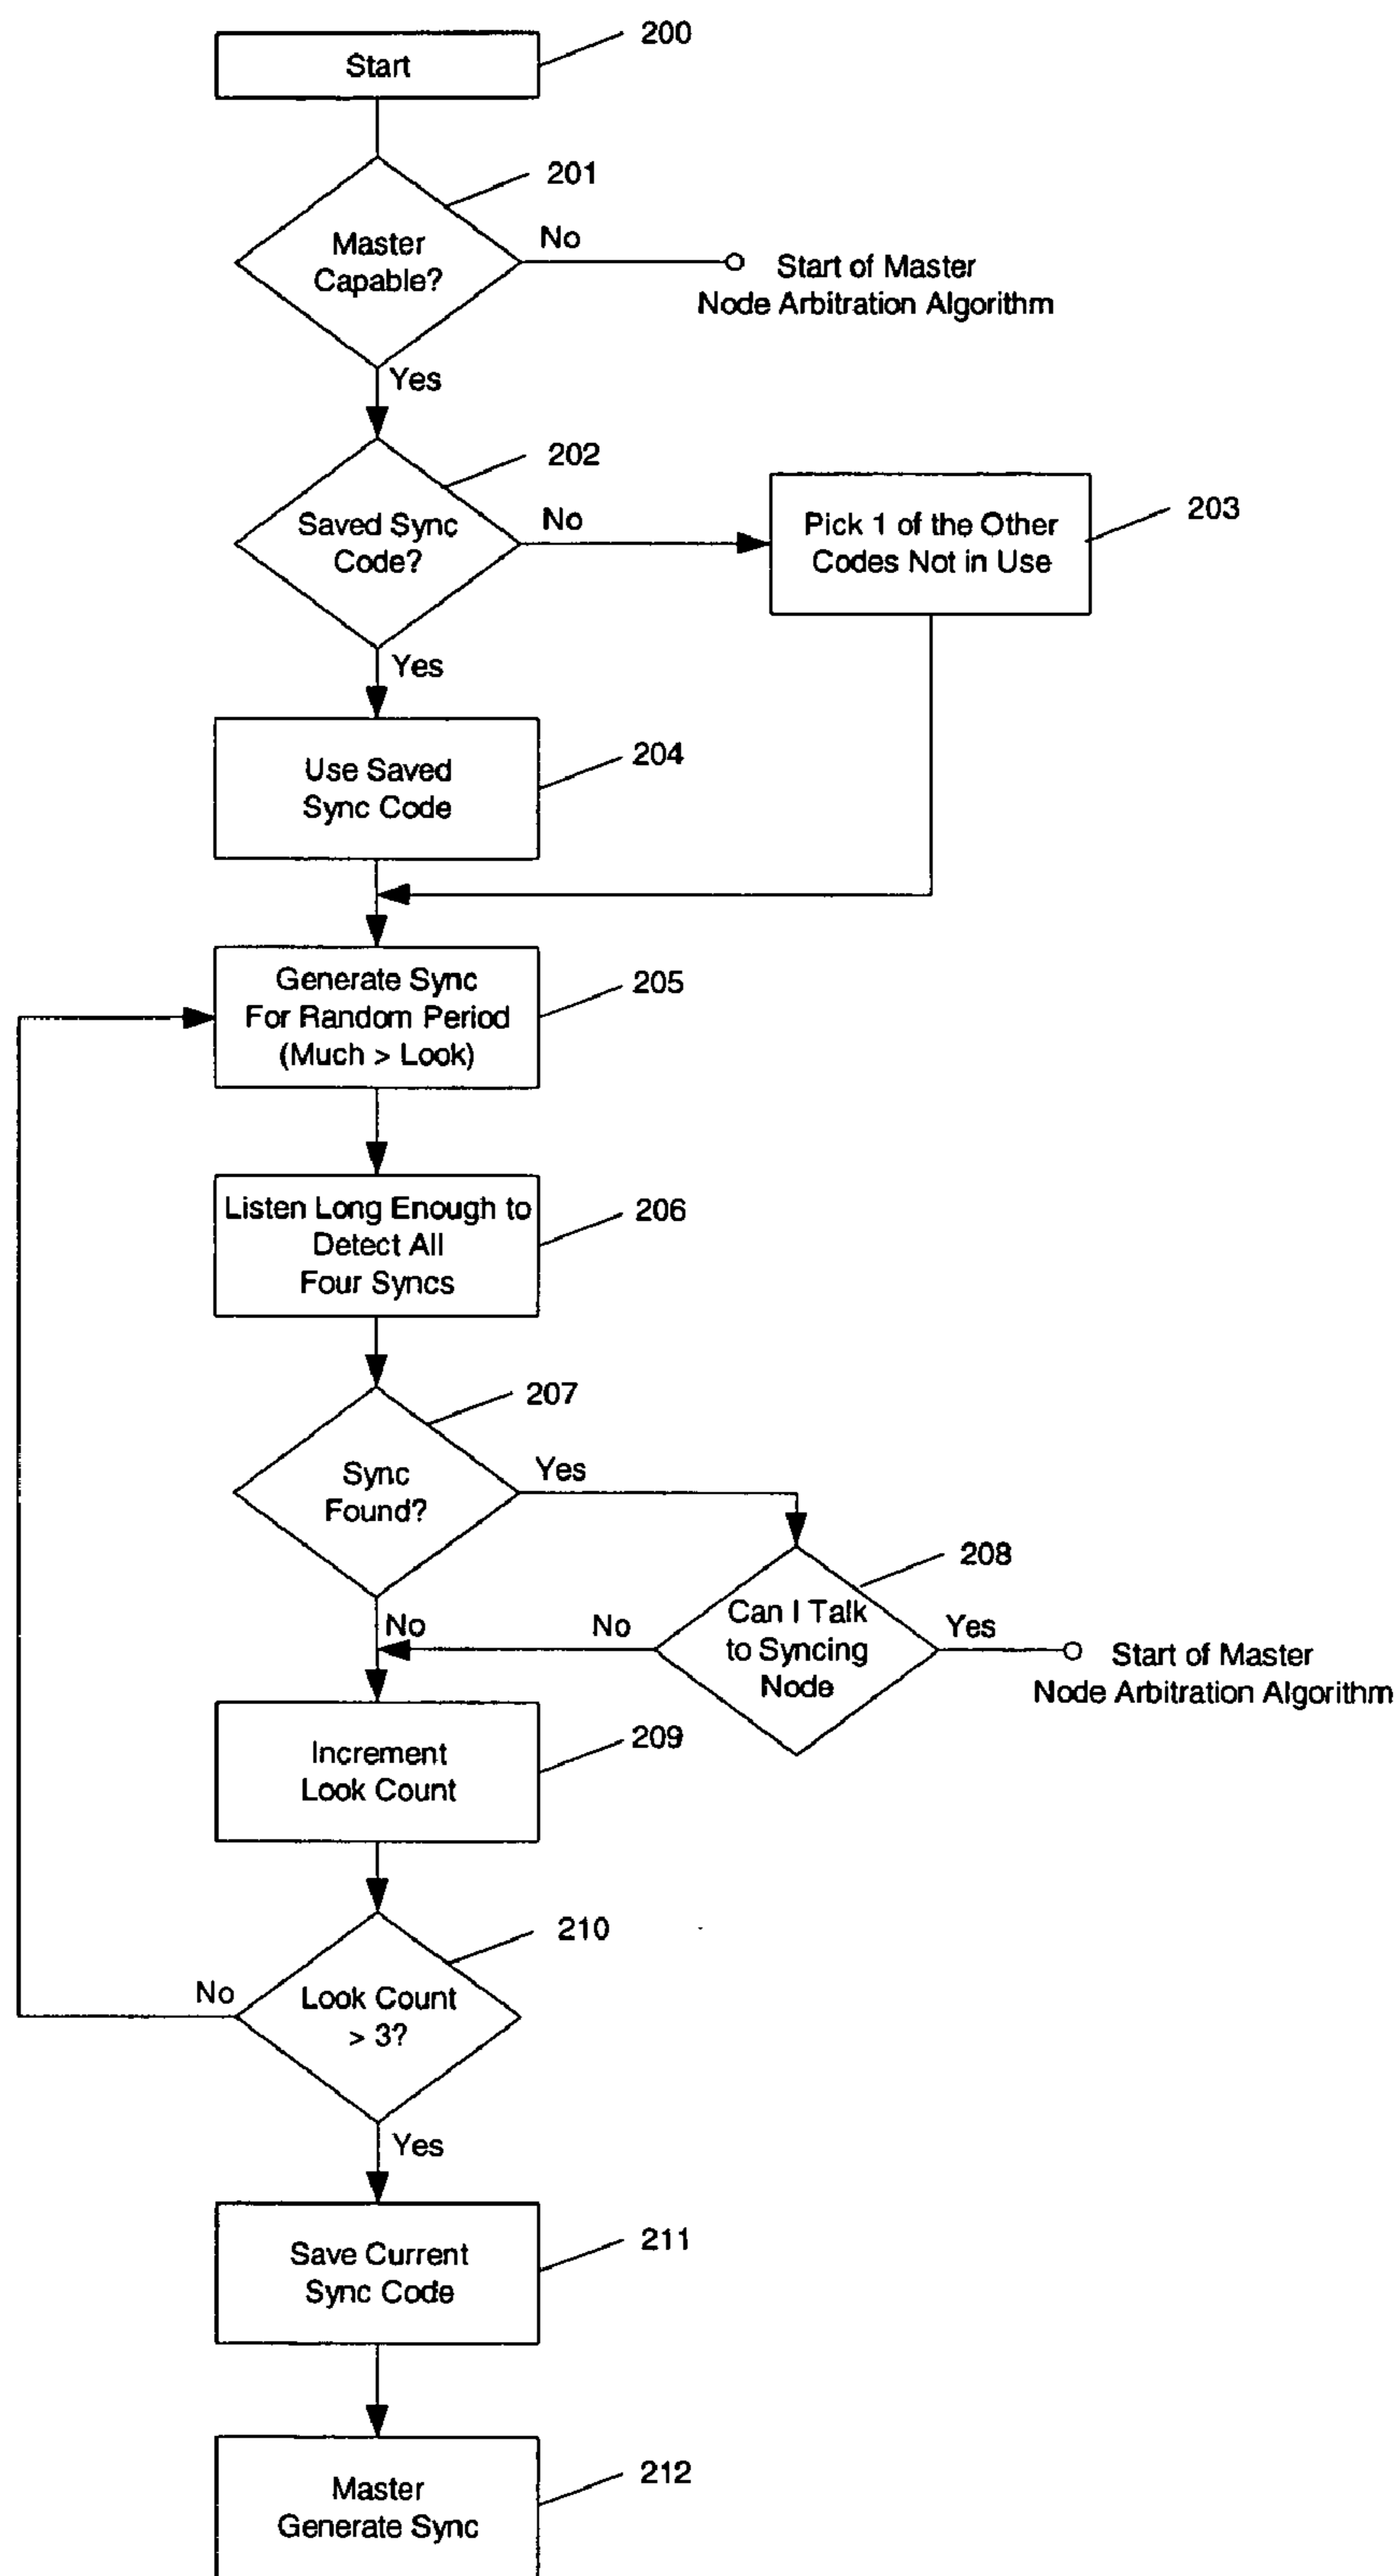 200
Start
201
Master
Capable?
No
Start of Master
Node Arbitration Algorithm
Yes
202
Saved Sync
Code?
No
Pick 1 of the Other
Codes Not in Use
203
Yes
Use Saved
Sync Code
204
Generate Sync
For Random Period
(Much > Look)
205
Listen Long Enough to
Detect All
Four Syncs
206
207
Sync
Found?
Yes
208
Can I Talk
to Syncing
Node
No
No
Yes
Start of Master
Node Arbitration Algorithm
Increment
Look Count
209
210
Look Count
> 3?
No
Yes
Save Current
Sync Code
211
Master
Generate Sync
212